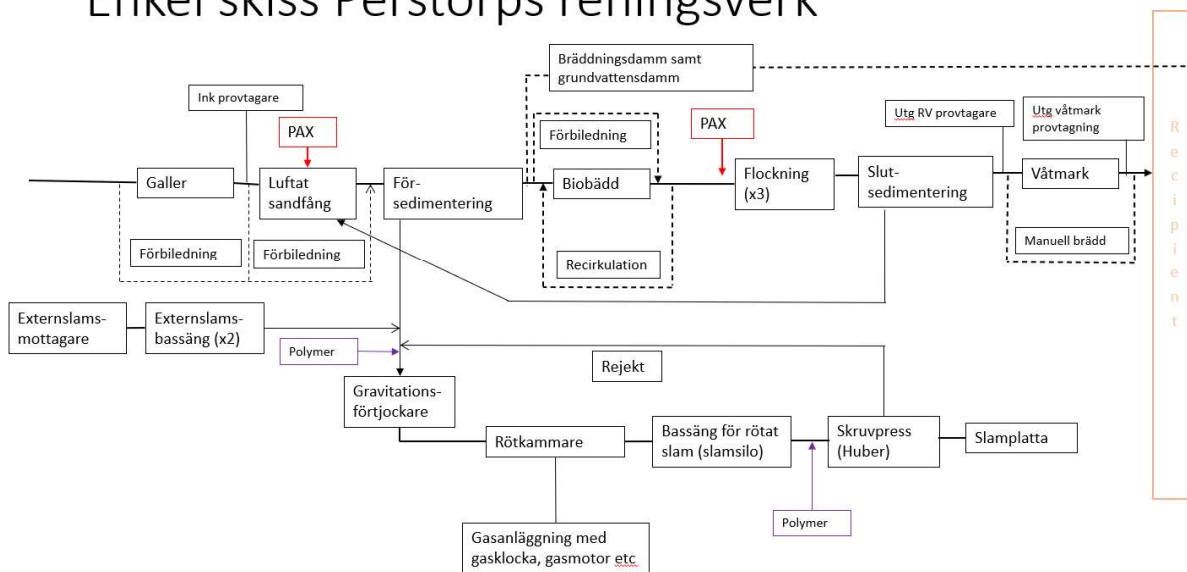 Enkel skiss Perstorps reningsverk
Bräddningsdamm samt
grundvattensdamm
Ink provtagare
PAX
Förbiledning
PAX
Utg RV provtagare
Utg våtmark
provtagning
Galler
Luftat
sandfång
För-
sedimentering
Biobädd
Flockning
(x3)
Slut-
sedimentering
Våtmark
Recipient
Förbiledning
Förbiledning
Recirkulation
Manuell brädd
Externslams-
mottagare
Externslams-
bassäng (x2)
Polymer
Rejekt
Gravitations-
förtjockare
Rötkammare
Bassäng för rötat
slam (slamsilo)
Skruvpress
(Huber)
Slamplatta
Polymer
Gasanläggning med
gasklocka, gasmotor etc